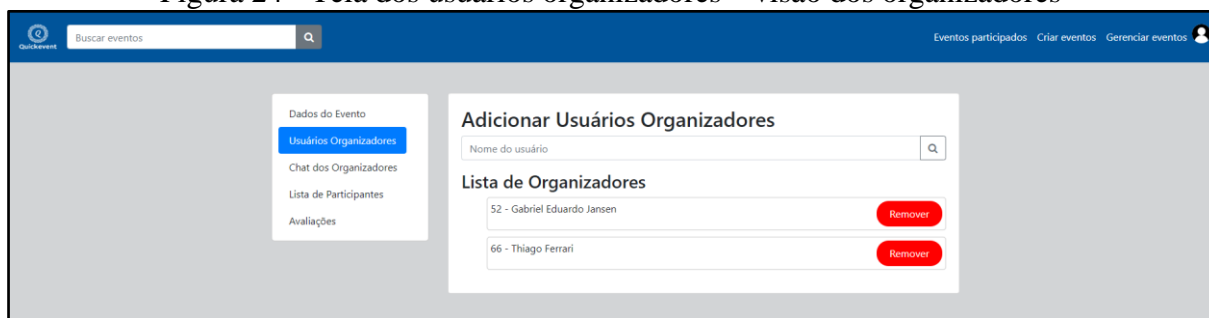 Figura 24 - Tela dos usuários organizadores – visão dos organizadores
Quickevent
Buscar eventos
Eventos participados Criar eventos Gerenciar eventos
Dados do Evento
Usuários Organizadores
Chat dos Organizadores
Lista de Participantes
Avaliações
Adicionar Usuários Organizadores
Nome do usuário
Lista de Organizadores
52 - Gabriel Eduardo Jansen
Remover
66 - Thiago Ferrari
Remover